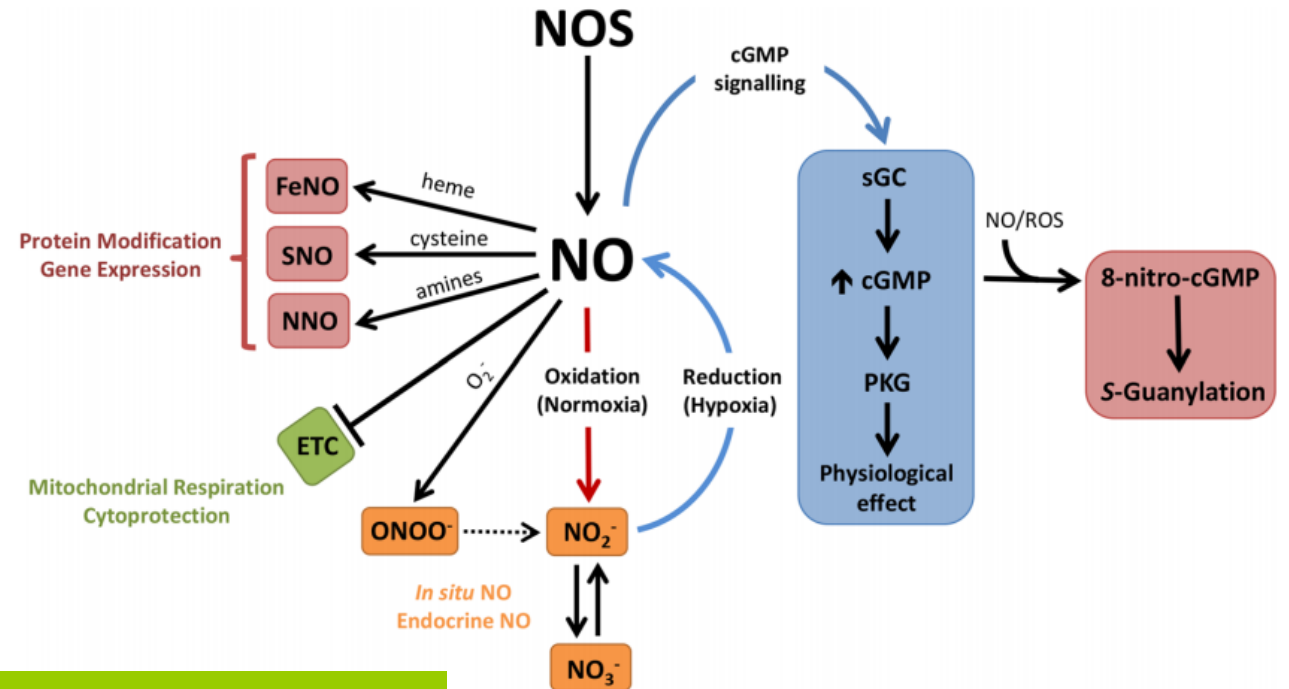 NOS
cGMP
signalling
sGC
FeNO
heme
NO/ROS
Protein Modification
Gene Expression
SNO
cysteine
NO
cGMP
8-nitro-cGMP
NNO
amines
O₂⁻
Oxidation
(Normoxia)
Reduction
(Hypoxia)
PKG
S-Guanylation
ETC
Mitochondrial Respiration
Cytoprotection
Physiological
effect
ONOO⁻
NO₂⁻
In situ NO
Endocrine NO
NO₃⁻